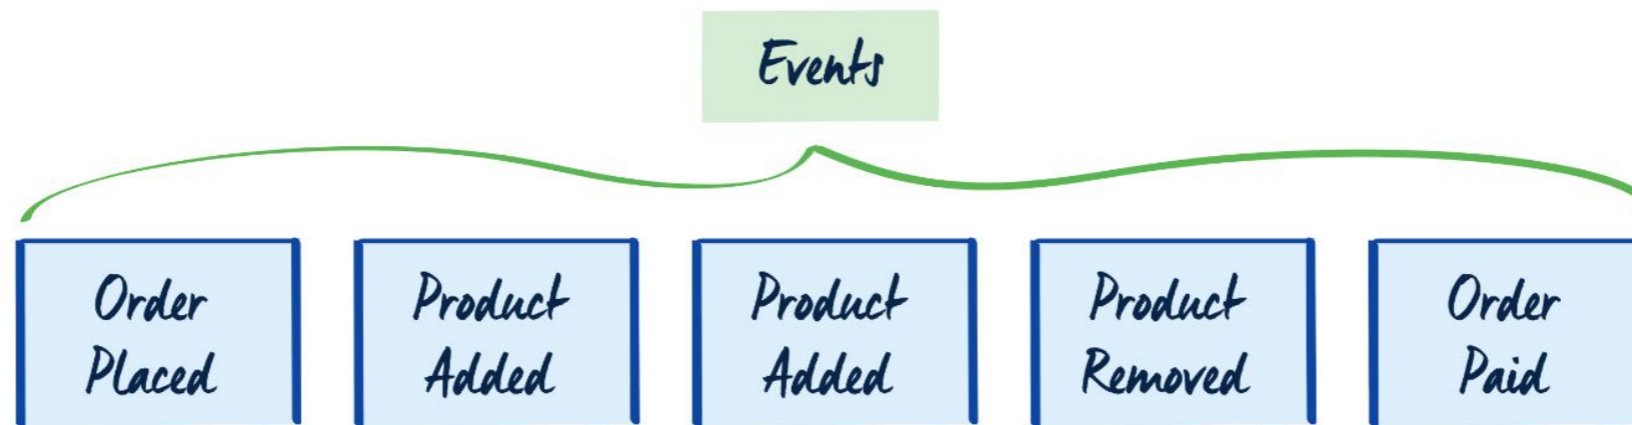 Events
Order
Placed
Product
Added
Product
Added
Product
Removed
Order
Paid